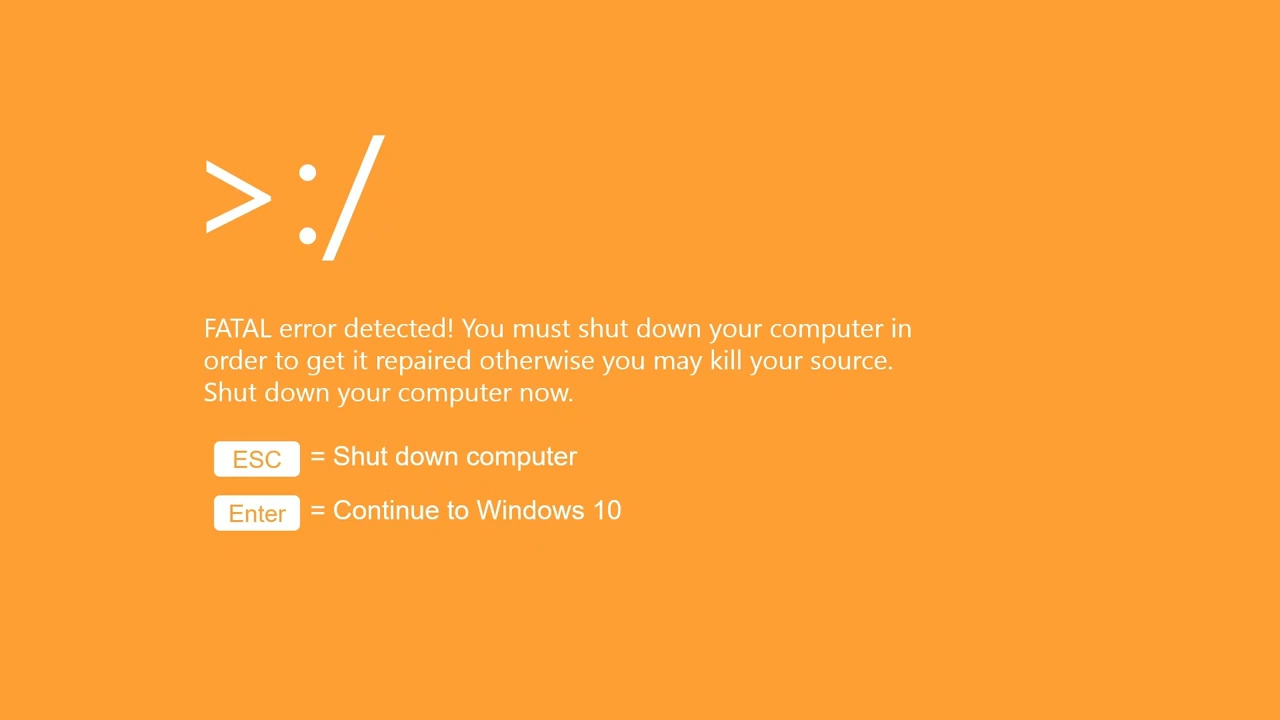 >:/
FATAL error detected! You must shut down your computer in
order to get it repaired otherwise you may kill your source.
Shut down your computer now.
ESC = Shut down computer
Enter = Continue to Windows 10